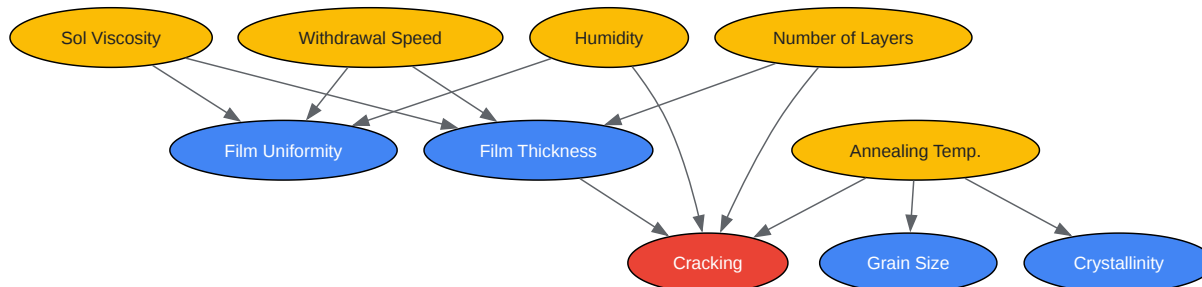 Sol Viscosity
Withdrawal Speed
Humidity
Number of Layers
Film Uniformity
Film Thickness
Annealing Temp.
Cracking
Grain Size
Crystallinity